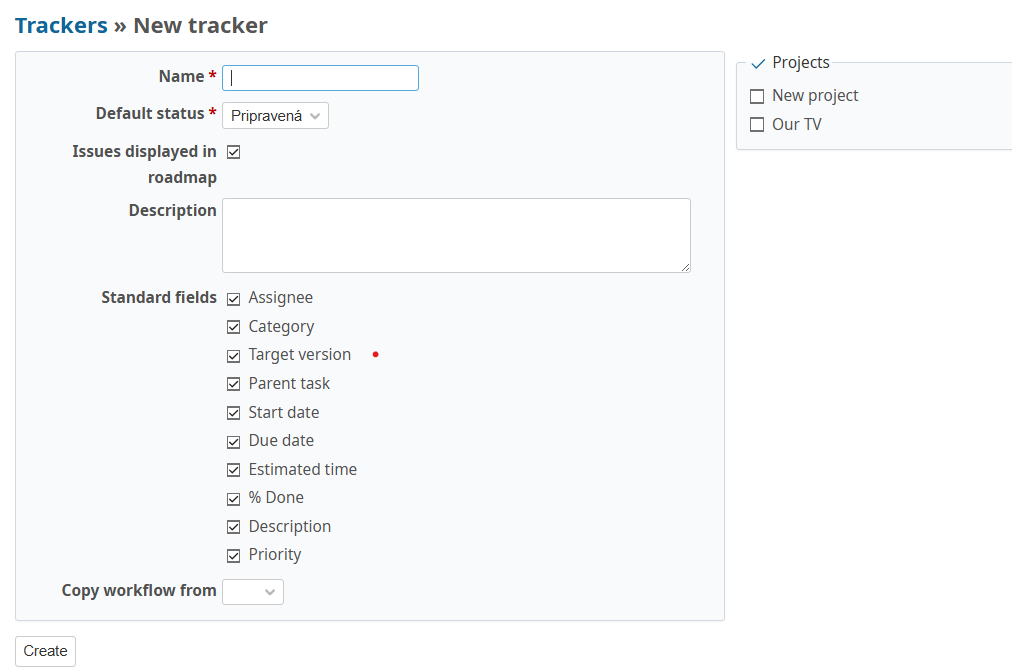 Trackers » New tracker
Name *
Default status * Pripravená
Issues displayed in
roadmap
Description
Standard fields
Assignee
Category
Target version
Parent task
Start date
Due date
Estimated time
% Done
Description
Priority
Copy workflow from
Create
Projects
New project
Our TV